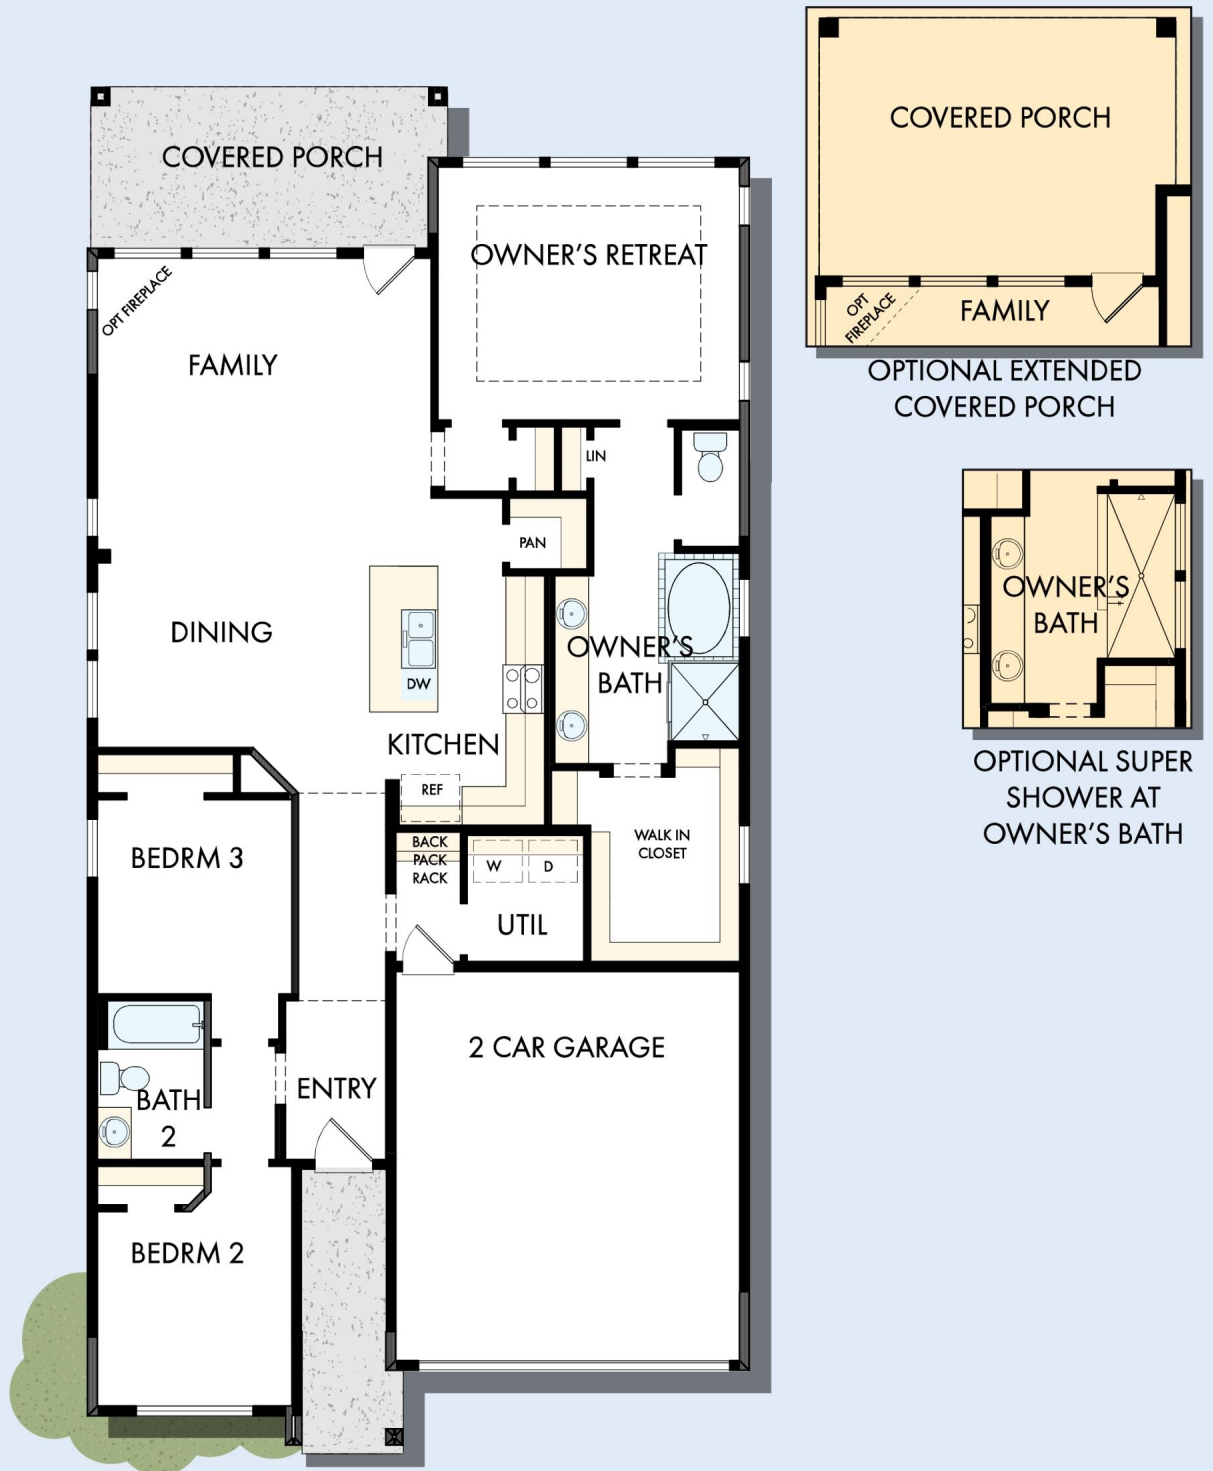 COVERED PORCH
COVERED PORCH
OWNER'S RETREAT
OPT FIREPLACE
OPT
FIREPLACE
FAMILY
FAMILY
OPTIONAL EXTENDED
COVERED PORCH
LIN
PAN
DINING
DW
OWNER'S
BATH
OWNER'S
BATH
KITCHEN
REF
OPTIONAL SUPER
SHOWER AT
OWNER'S BATH
BEDRM 3
BACK
PACK
RACK
W
D
WALK IN
CLOSET
UTIL
2 CAR GARAGE
ENTRY
BATH
2
BEDRM 2